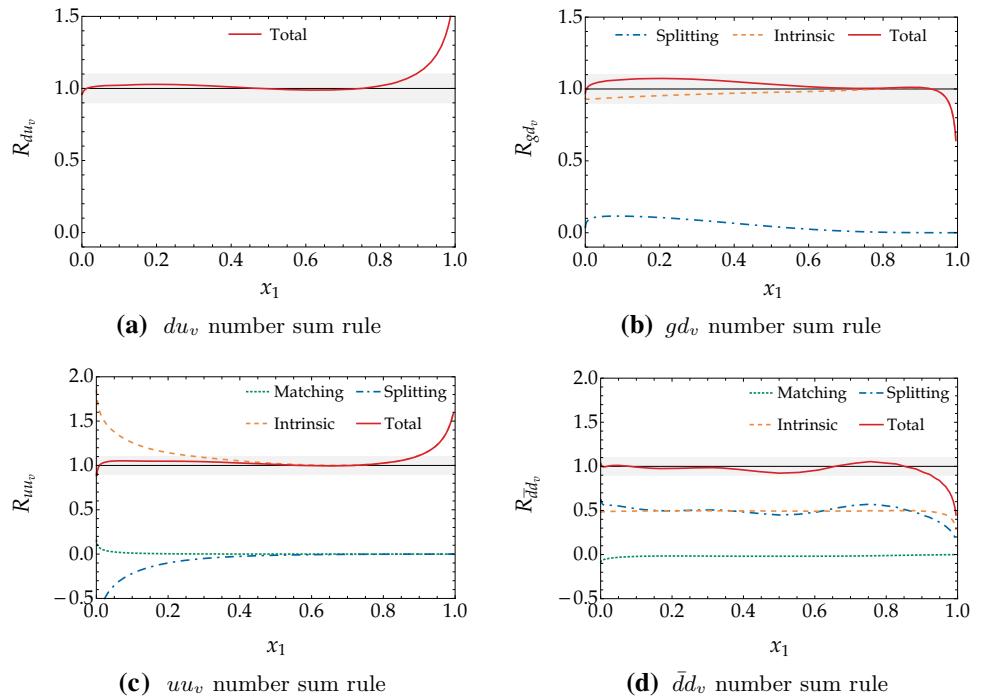 1.5
Total
1.0
R_{du_v}
0.5
0.0
0.0 0.2 0.4 0.6 0.8 1.0
x_1
(a) du_v number sum rule
1.5
Splitting Intrinsic Total
1.0
R_{gd_v}
0.5
0.0
0.0 0.2 0.4 0.6 0.8 1.0
x_1
(b) gd_v number sum rule
2.0
Matching Splitting
1.5
Intrinsic Total
1.0
R_{uu_v}
0.5
0.0
−0.5
0.0 0.2 0.4 0.6 0.8 1.0
x_1
(c) uu_v number sum rule
2.0
Matching Splitting
1.5
Intrinsic Total
1.0
R_{d̄d_v}
0.5
0.0
−0.5
0.0 0.2 0.4 0.6 0.8 1.0
x_1
(d) d̄d_v number sum rule